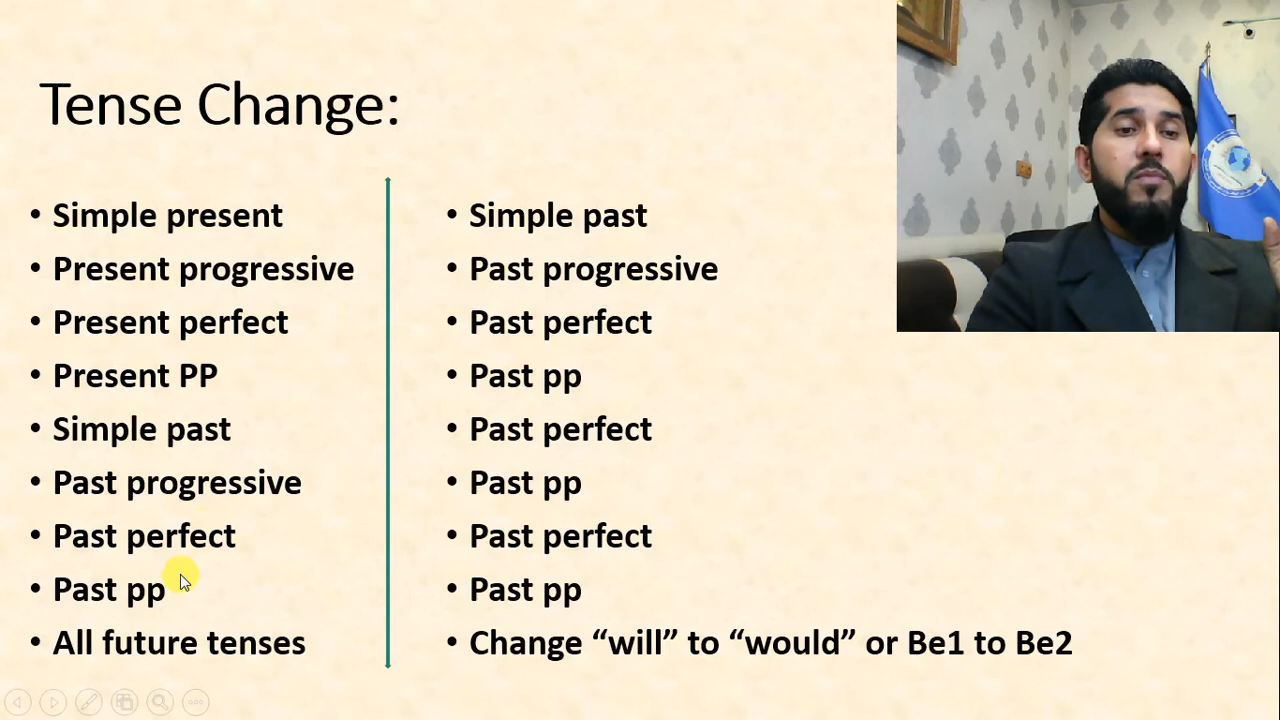 Tense Change:
• Simple present
• Present progressive
• Present perfect
• Present PP
• Simple past
• Past progressive
• Past perfect
• Past pp
• All future tenses
• Simple past
• Past progressive
• Past perfect
• Past pp
• Past perfect
• Past pp
• Past perfect
• Past pp
• Change “will” to “would” or Be1 to Be2